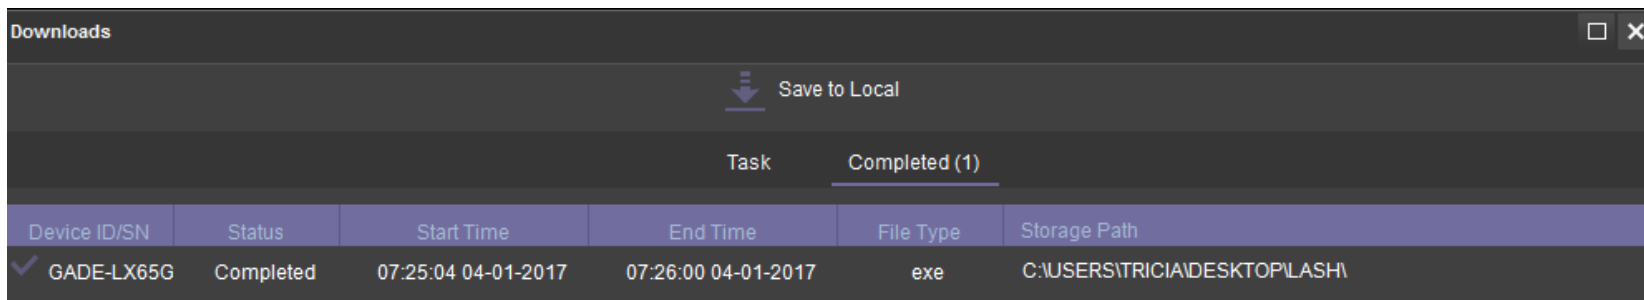 Downloads
Save to Local
Task Completed (1)
Device ID/SN Status Start Time End Time File Type Storage Path
GADE-LX65G Completed 07:25:04 04-01-2017 07:26:00 04-01-2017 exe C:\USERS\TRICIA\DESKTOP\LASH\